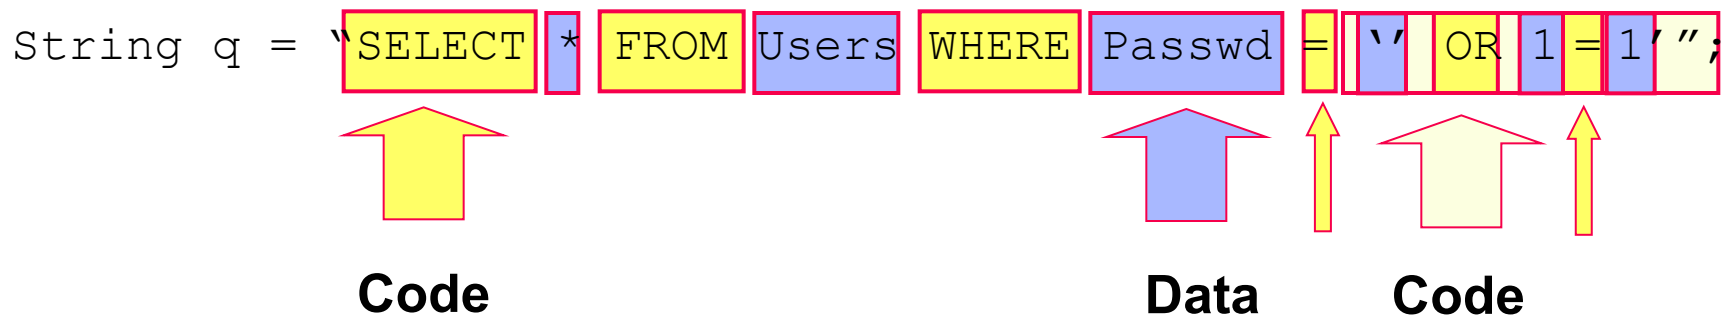 String q = “SELECT * FROM Users WHERE Passwd = ‘’ OR 1=1’”;
Code Data Code